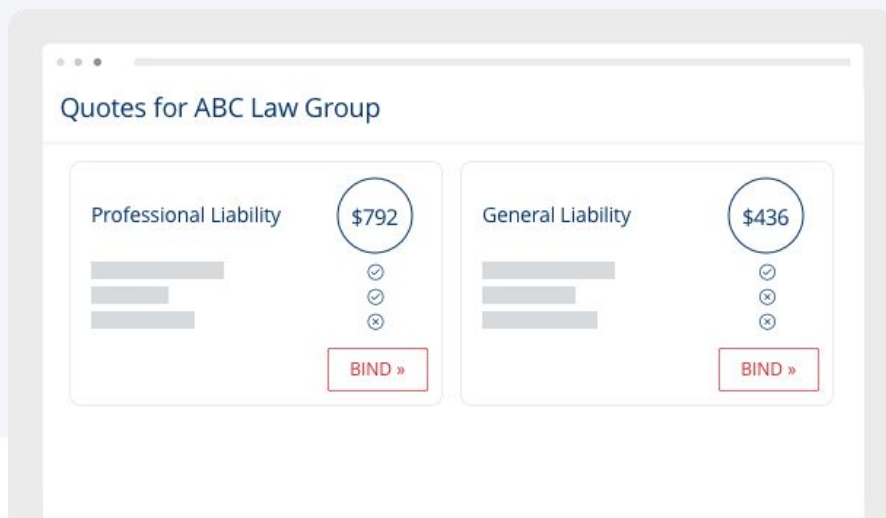 Quotes for ABC Law Group
Professional Liability
$792
BIND »
General Liability
$436
BIND »